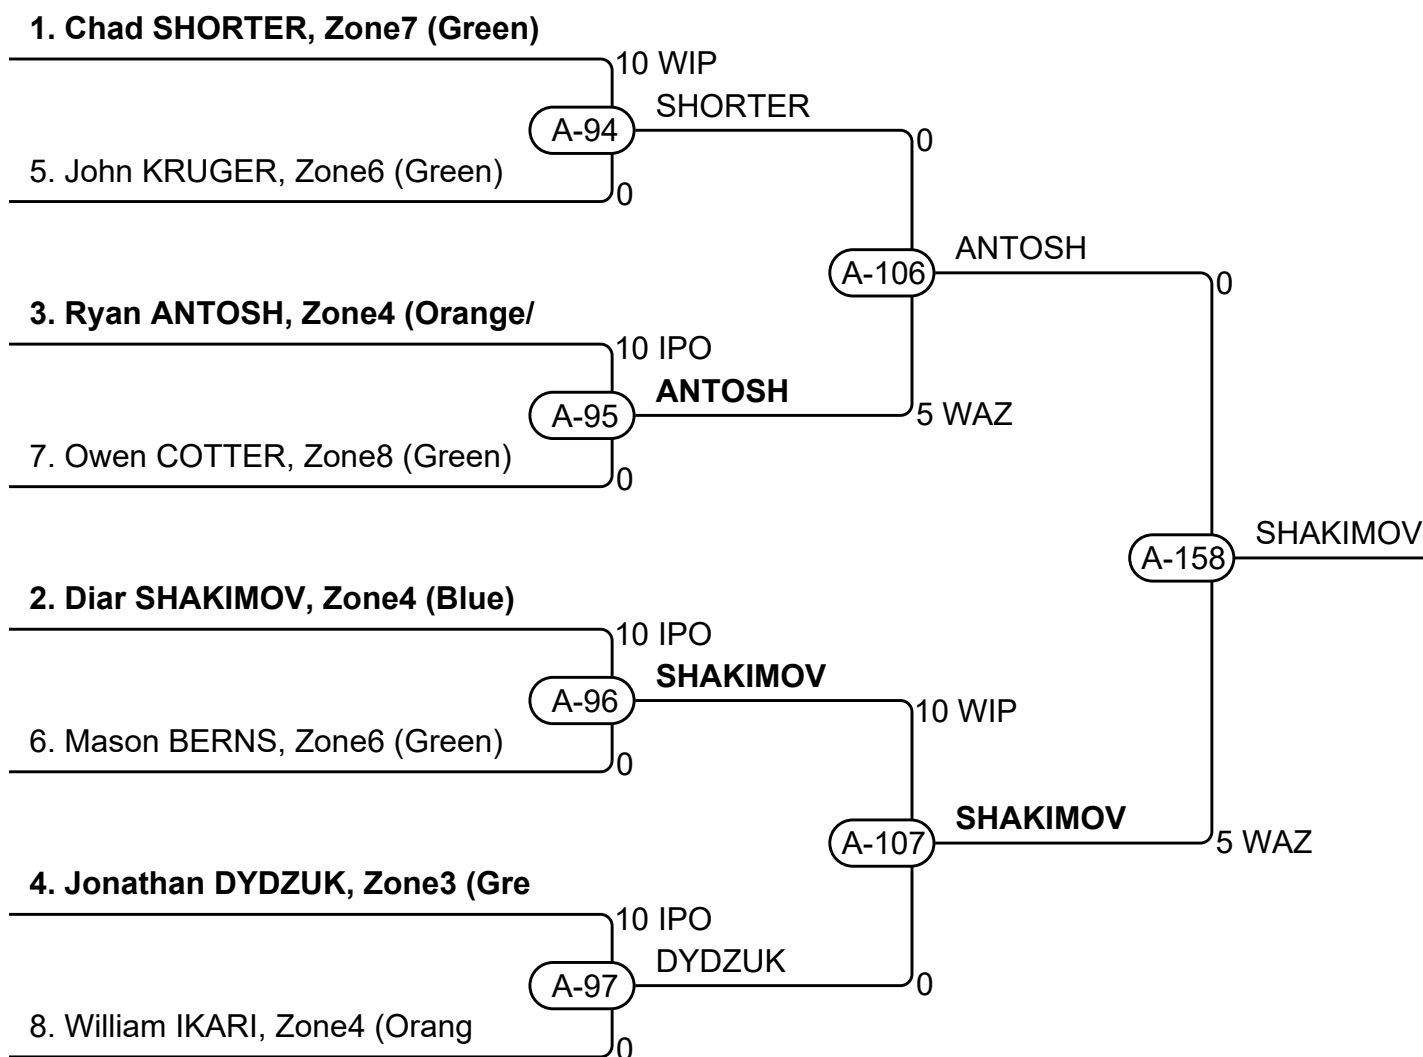 1. Chad SHORTER, Zone7 (Green)
10 WIP
SHORTER
A-94
0
5. John KRUGER, Zone6 (Green)
0
ANTOSH
A-106
0
3. Ryan ANTOSH, Zone4 (Orange/
10 IPO
ANTOSH
A-95
5 WAZ
7. Owen COTTER, Zone8 (Green)
0
SHAKIMOV
A-158
2. Diar SHAKIMOV, Zone4 (Blue)
10 IPO
SHAKIMOV
A-96
10 WIP
6. Mason BERNS, Zone6 (Green)
0
SHAKIMOV
A-107
5 WAZ
4. Jonathan DYDZUK, Zone3 (Gre
10 IPO
DYDZUK
A-97
0
8. William IKARI, Zone4 (Orang
0